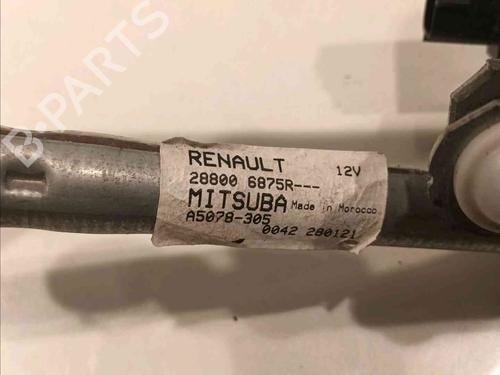 B-PARTS
RENAULT 12V
28800 6875R---
MITSUBA Made in Morocco
A5078-305
0042 280121